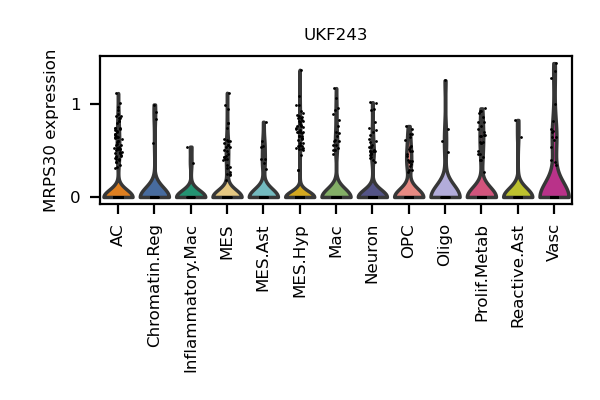 UKF243
MRPS30 expression
1
0
AC
Chromatin.Reg
Inflammatory.Mac
MES
MES.Ast
MES.Hyp
Mac
Neuron
OPC
Oligo
Prolif.Metab
Reactive.Ast
Vasc